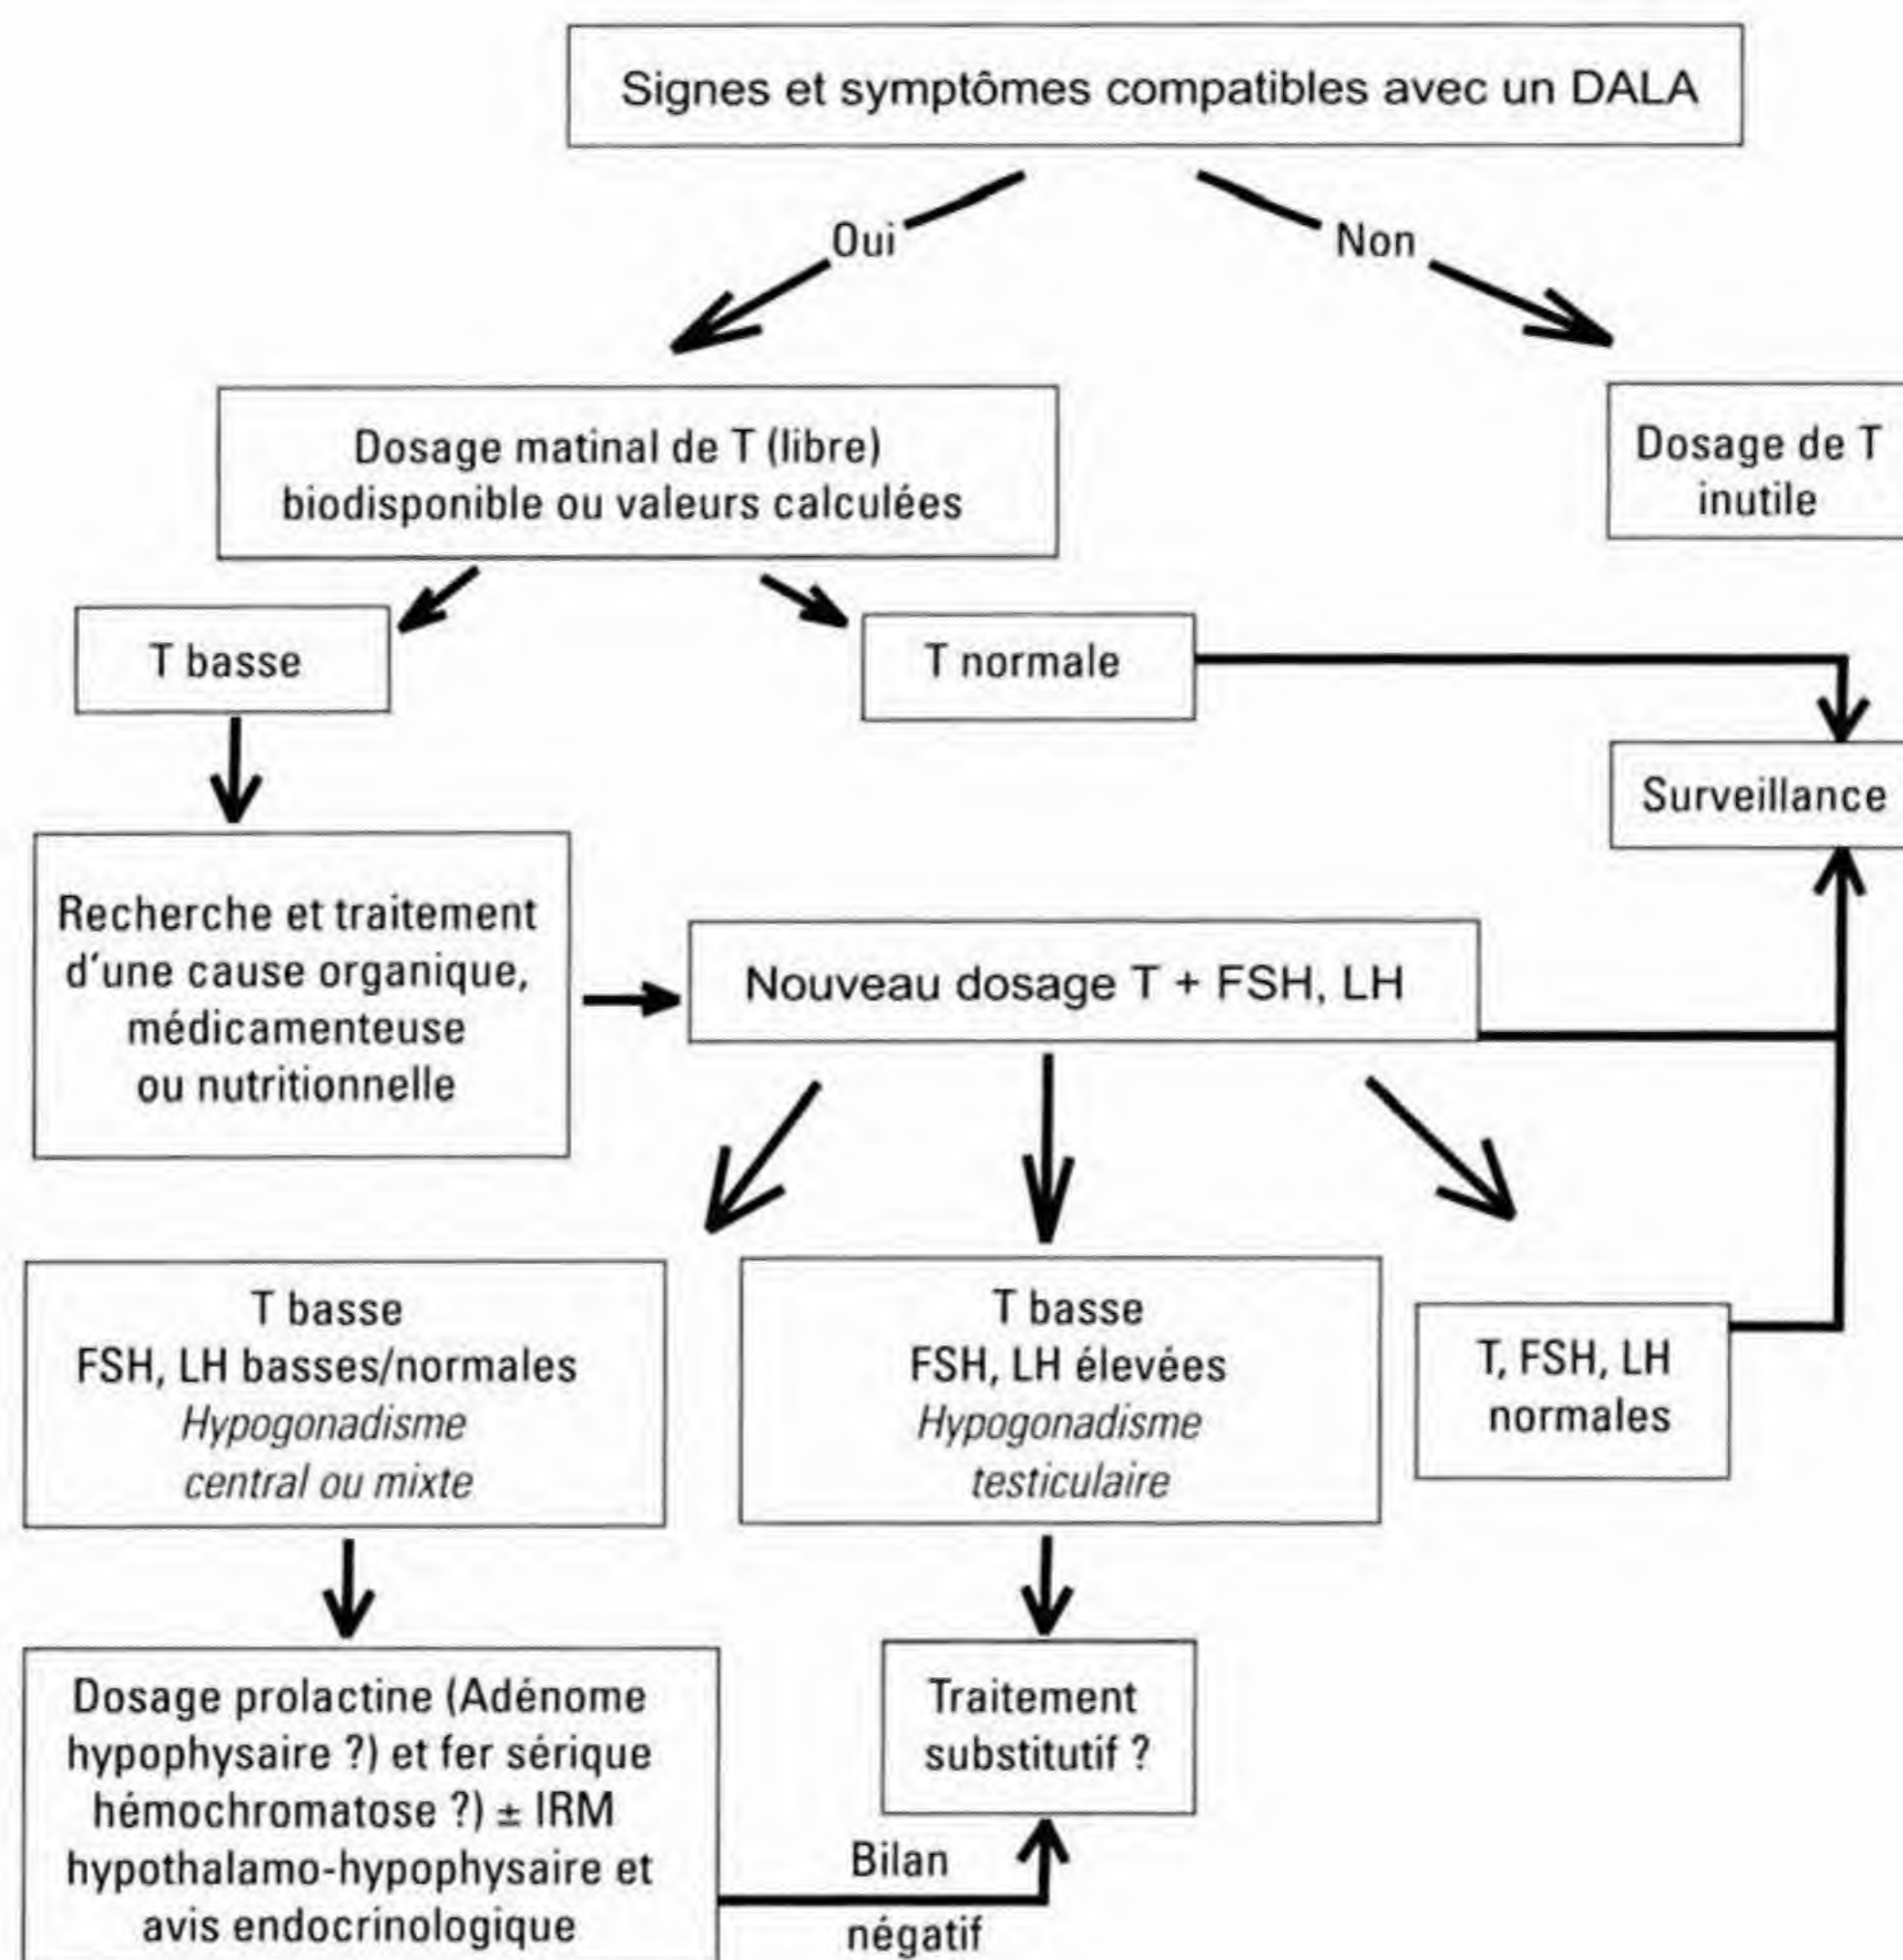 Signes et symptômes compatibles avec un DALA
Oui
Non
Dosage matinal de T (libre)
biodisponible ou valeurs calculées
Dosage de T
inutile
T basse
T normale
Surveillance
Recherche et traitement
d'une cause organique,
médicamenteuse
ou nutritionnelle
Nouveau dosage T + FSH, LH
T basse
FSH, LH basses/normales
Hypogonadisme
central ou mixte
T basse
FSH, LH élevées
Hypogonadisme
testiculaire
T, FSH, LH
normales
Dosage prolactine (Adénome
hypophysaire ?) et fer sérique
hémochromatose ?) ± IRM
hypothalamo-hypophysaire et
avis endocrinologique
Traitement
substitutif ?
Bilan
négatif